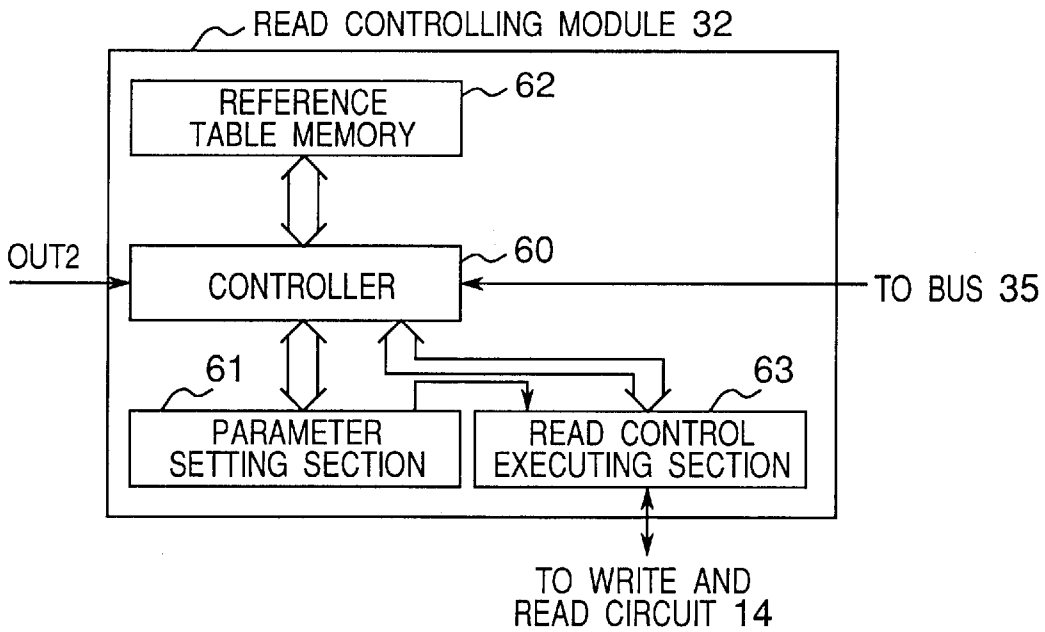 READ CONTROLLING MODULE 32
62
REFERENCE
TABLE MEMORY
OUT2
60
CONTROLLER
TO BUS 35
61
63
PARAMETER
SETTING SECTION
READ CONTROL
EXECUTING SECTION
TO WRITE AND
READ CIRCUIT 14